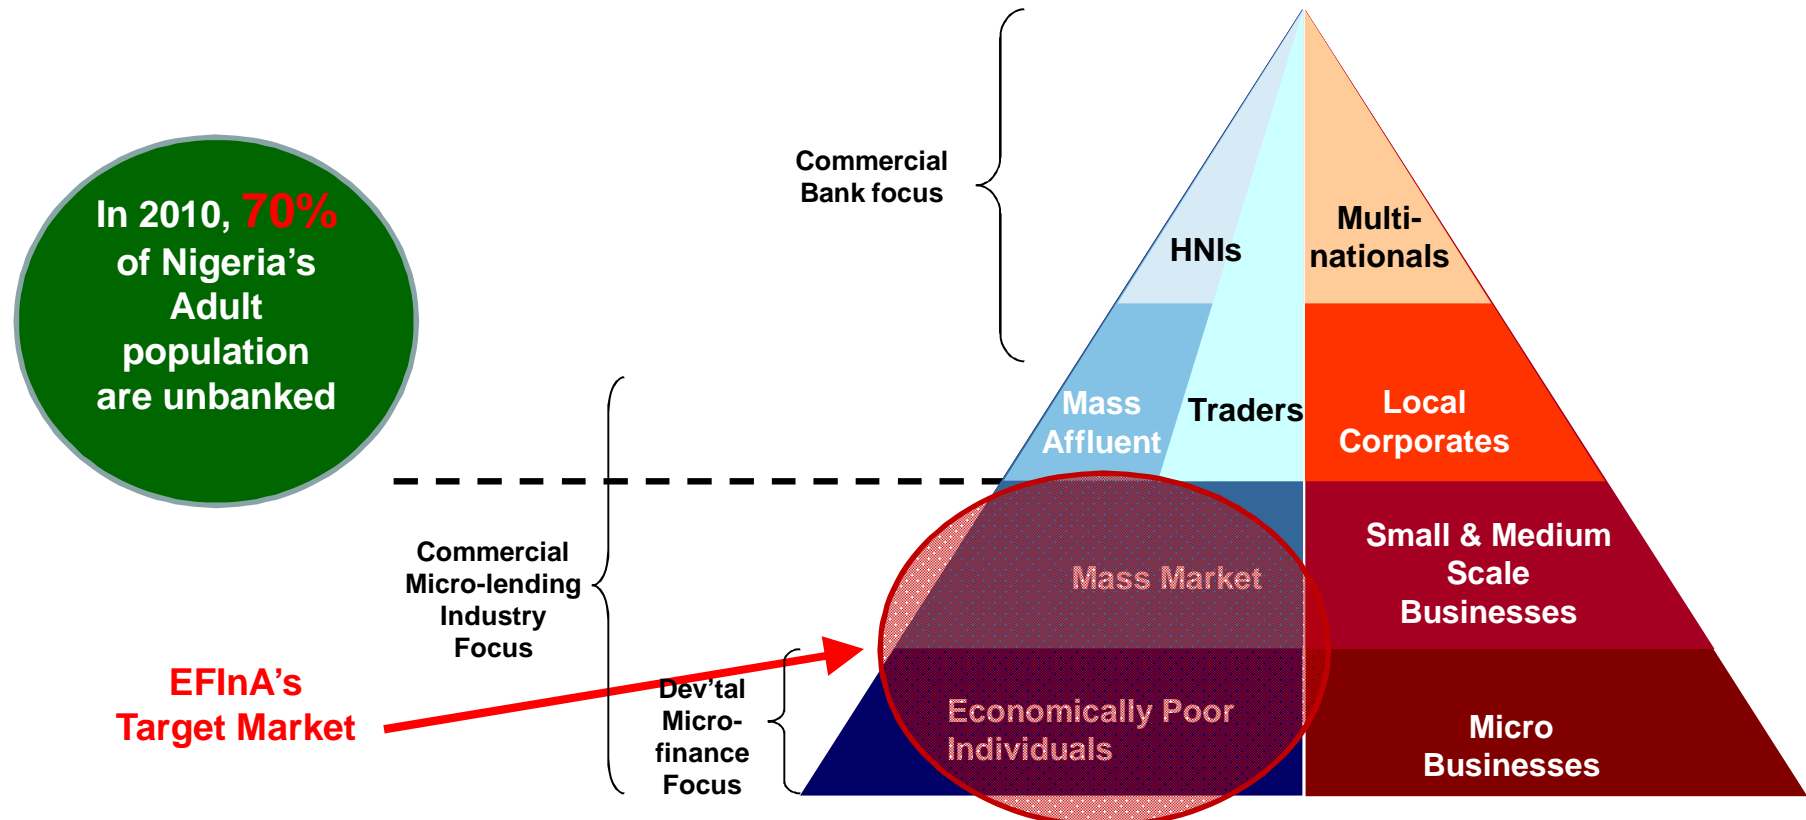 In 2010, 70%
of Nigeria's
Adult
population
are unbanked
Commercial
Bank focus
HNIs
Multi-
nationals
Mass
Affluent
Traders
Local
Corporates
Commercial
Micro-lending
Industry
Focus
Mass Market
Small & Medium
Scale
Businesses
EFInA's
Target Market
Dev'tal
Micro-
finance
Focus
Economically Poor
Individuals
Micro
Businesses